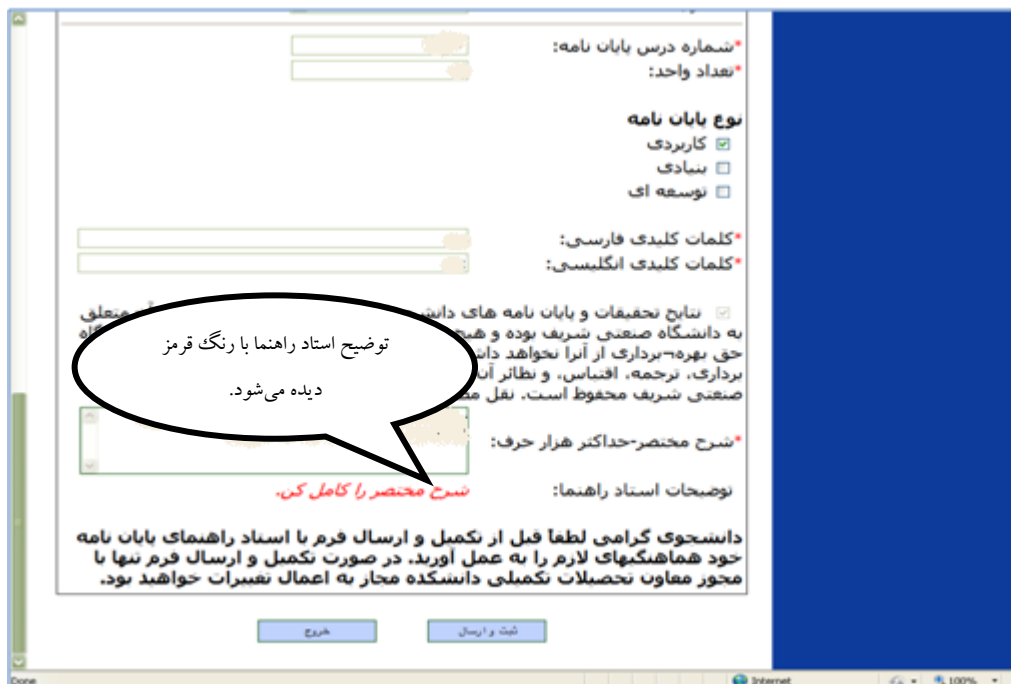 *شماره درس پایان نامه:
*تعداد واحد:
نوع پایان نامه
کاربردی
بنیادی
توسعه ای
*کلمات کلیدی فارسی:
*کلمات کلیدی انگلیسی:
نتایج تحقیقات و پایان نامه های متعلق
به دانشگاه صنعتی شریف بوده و
حق بهره¬برداری از آنرا نخواهد
برداری، ترجمه، اقتباس، و نظائر
صنعتی شریف محفوظ است. نقل
توضیح استاد راهنما با رنگ قرمز
دیده می‌شود.
*شرح مختصر-حداکثر هزار حرف:
توضیحات استاد راهنما: شرح مختصر را کامل کن.
دانشجوی گرامی لطفاً قبل از تکمیل و ارسال فرم با استاد راهنمای پایان نامه
خود هماهنگیهای لازم را به عمل آورید. در صورت تکمیل و ارسال فرم تنها با
مجوز معاون تحصیلات تکمیلی دانشکده مجاز به اعمال تغییرات خواهید بود.
ثبت و ارسال خروج
Done Internet 100%